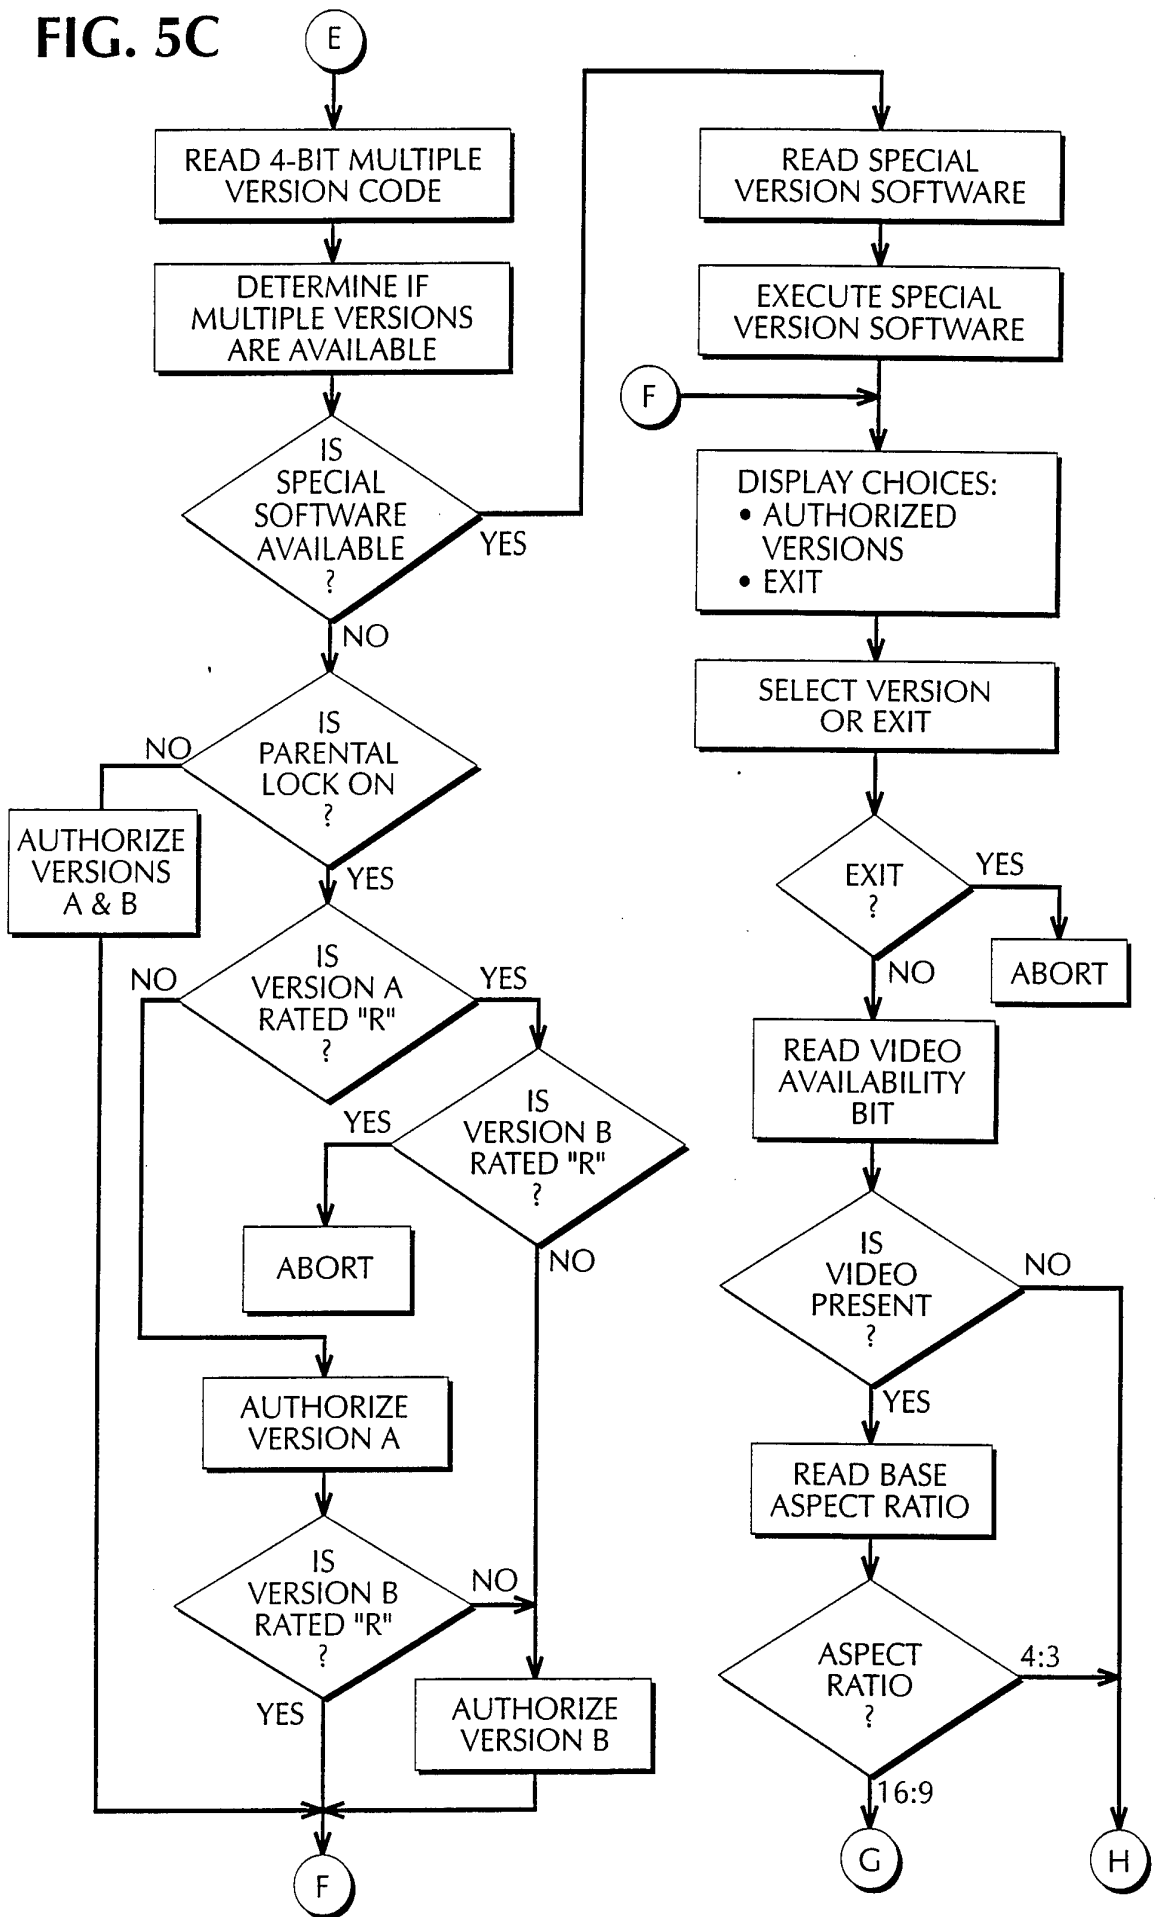 FIG. 5C
E
READ 4-BIT MULTIPLE
VERSION CODE
DETERMINE IF
MULTIPLE VERSIONS
ARE AVAILABLE
IS
SPECIAL
SOFTWARE
AVAILABLE
?
YES
NO
IS
PARENTAL
LOCK ON
?
NO
YES
AUTHORIZE
VERSIONS
A & B
IS
VERSION A
RATED "R"
?
NO
YES
IS
VERSION B
RATED "R"
?
YES
NO
ABORT
AUTHORIZE
VERSION A
IS
VERSION B
RATED "R"
?
NO
YES
AUTHORIZE
VERSION B
F
READ SPECIAL
VERSION SOFTWARE
EXECUTE SPECIAL
VERSION SOFTWARE
F
DISPLAY CHOICES:
• AUTHORIZED
VERSIONS
• EXIT
SELECT VERSION
OR EXIT
EXIT
?
YES
NO
ABORT
READ VIDEO
AVAILABILITY
BIT
IS
VIDEO
PRESENT
?
NO
YES
READ BASE
ASPECT RATIO
ASPECT
RATIO
?
4:3
16:9
G
H